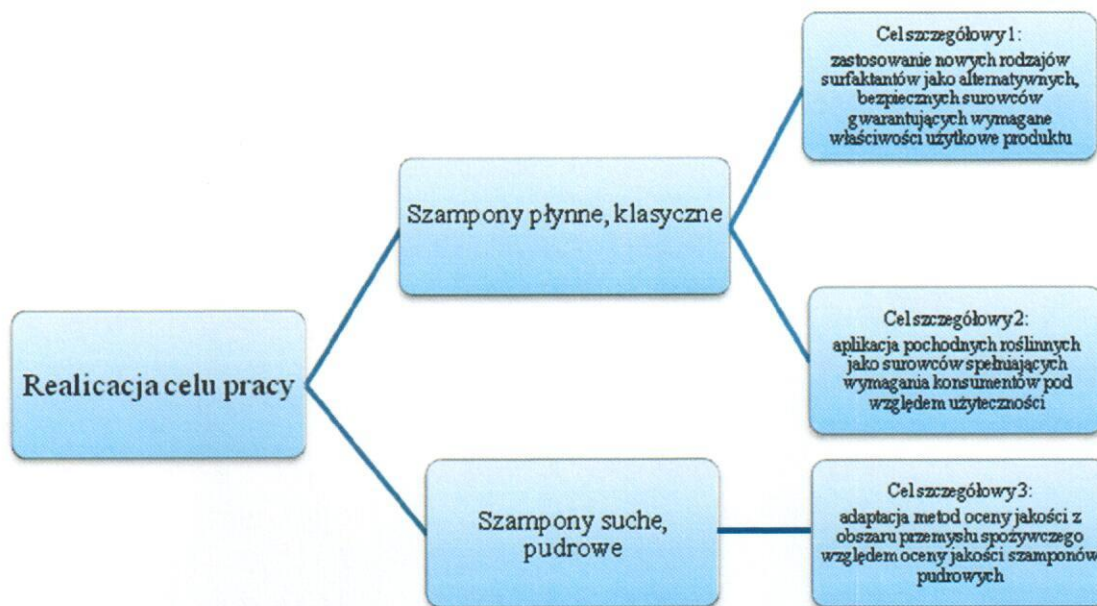 Cel szczegółowy 1:
zastosowanie nowych rodzajów
surfaktantów jako alternatywnych,
bezpiecznych surowców
gwarantujących wymagane
właściwości użytkowe produktu
Szampony płynne, klasyczne
Cel szczegółowy 2:
aplikacja pochodnych roślinnych
jako surowców spełniających
wymagania konsumentów pod
względem użyteczności
Realicacja celu pracy
Szampony suche,
pudrowe
Cel szczegółowy 3:
adaptacja metod oceny jakości z
obszaru przemysłu spożywczego
względem oceny jakości szamponów
pudrowych